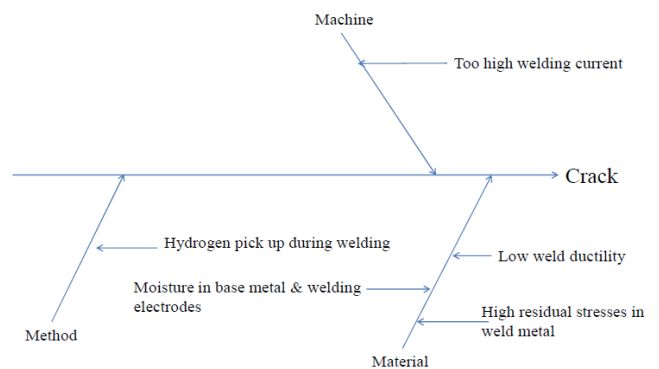 Machine
Too high welding current
Crack
Hydrogen pick up during welding
Low weld ductility
Moisture in base metal & welding
electrodes
High residual stresses in
weld metal
Method
Material